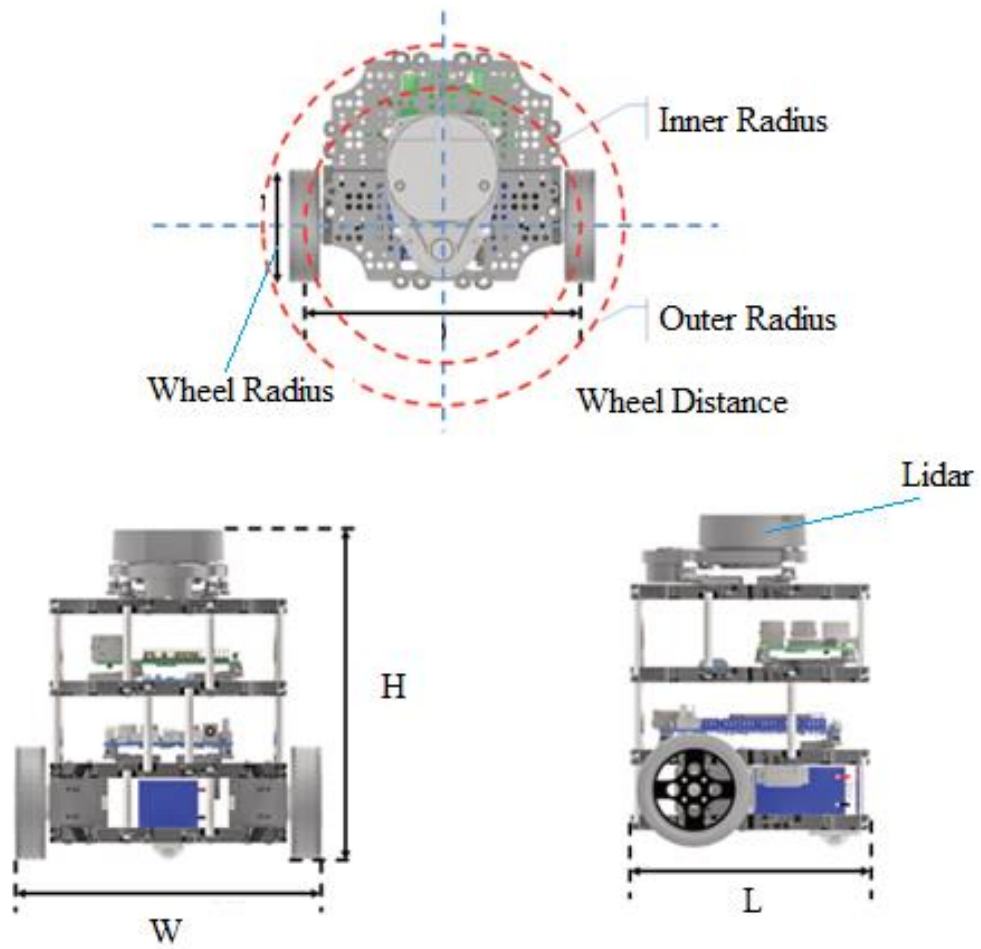 Inner Radius
Outer Radius
Wheel Radius
Wheel Distance
Lidar
H
L
W